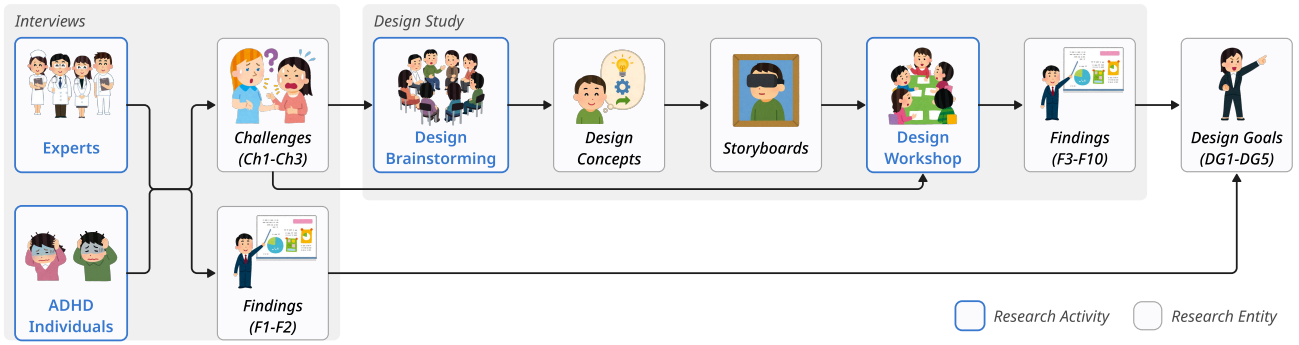 Interviews
Experts
ADHD
Individuals
Challenges
(Ch1-Ch3)
Findings
(F1-F2)
Design Study
Design
Brainstorming
Design
Concepts
Storyboards
Design
Workshop
Findings
(F3-F10)
Design Goals
(DG1-DG5)
Research Activity
Research Entity